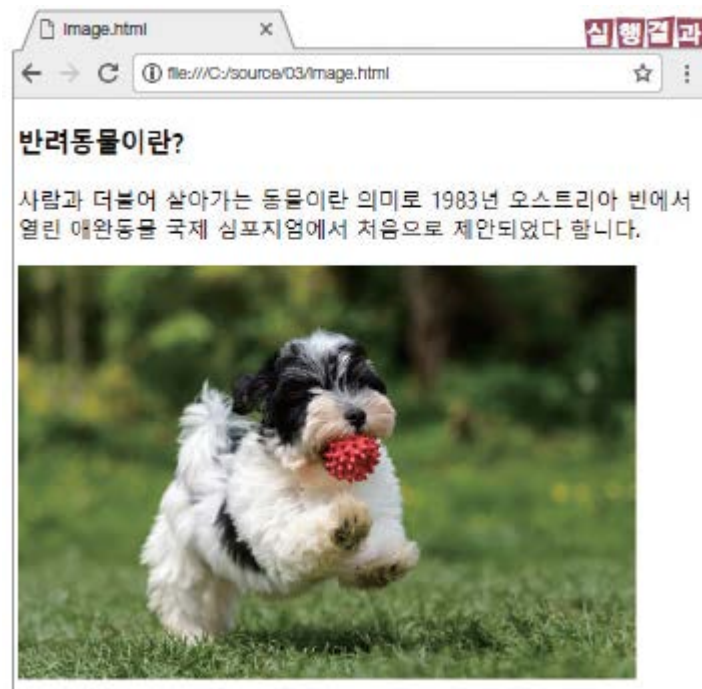 image.html
실행결과
file:///C:/source/03/image.html
반려동물이란?
사람과 더불어 살아가는 동물이란 의미로 1983년 오스트리아 빈에서
열린 애완동물 국제 심포지엄에서 처음으로 제안되었다 합니다.